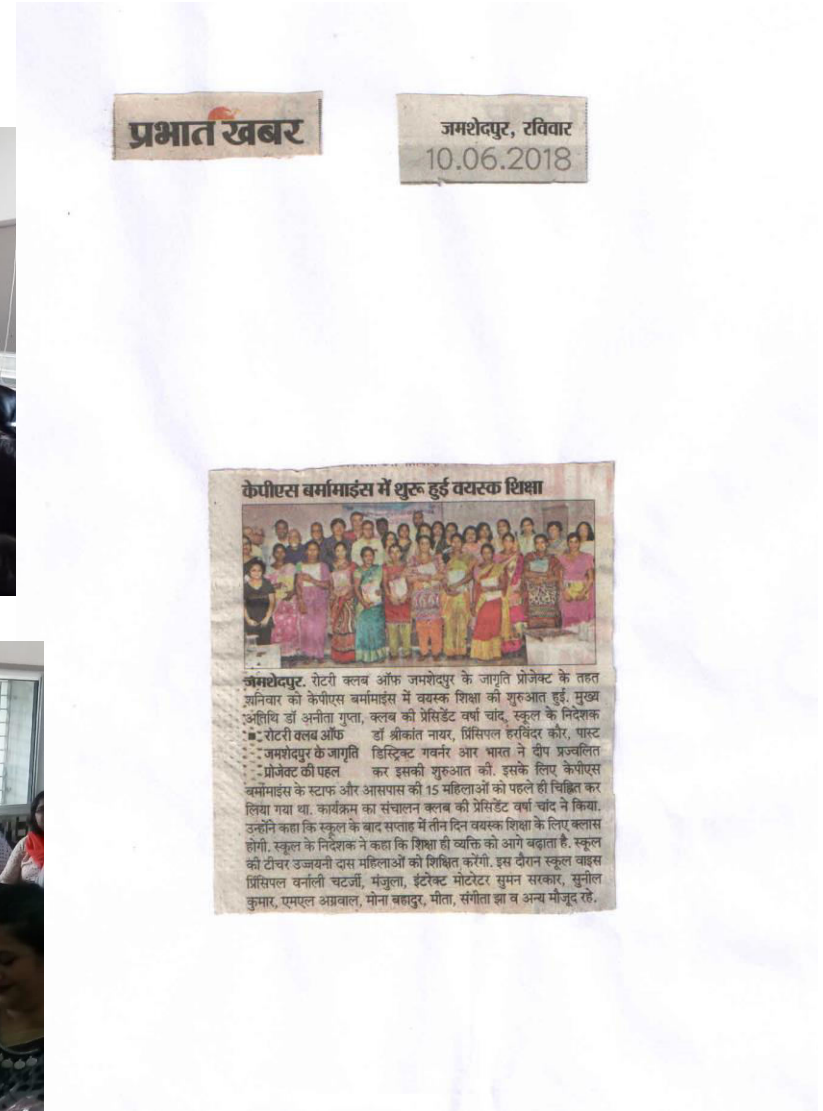 प्रभात खबर
जमशेदपुर, रविवार
10.06.2018
केपीएस बर्मामाइंस में शुरू हुई वयस्क शिक्षा
जमशेदपुर. रोटरी क्लब ऑफ जमशेदपुर के जागृति प्रोजेक्ट के तहत
शनिवार को केपीएस बर्मामाइंस में वयस्क शिक्षा की शुरुआत हुई. मुख्य
अतिथि डॉ अनीता गुप्ता, क्लब की प्रेसिडेंट वर्षा चांद, स्कूल के निदेशक
रोटरी क्लब ऑफ
जमशेदपुर के जागृति
प्रोजेक्ट की पहल
डॉ श्रीकांत नायर, प्रिंसिपल हरविंदर कौर, पास्ट
डिस्ट्रिक्ट गवर्नर आर भारत ने दीप प्रज्वलित
कर इसकी शुरुआत की. इसके लिए केपीएस
बर्मामाइंस के स्टाफ और आसपास की 15 महिलाओं को पहले ही चिह्नित कर
लिया गया था. कार्यक्रम का संचालन क्लब की प्रेसिडेंट वर्षा चांद ने किया.
उन्होंने कहा कि स्कूल के बाद सप्ताह में तीन दिन वयस्क शिक्षा के लिए क्लास
होगी. स्कूल के निदेशक ने कहा कि शिक्षा ही व्यक्ति को आगे बढ़ाता है. स्कूल
की टीचर उज्जयनी दास महिलाओं को शिक्षित करेंगी. इस दौरान स्कूल वाइस
प्रिंसिपल वर्नाली चटर्जी, मंजुला, इंटरेक्ट मोटरेटर सुमन सरकार, सुनील
कुमार, एमएल अग्रवाल, मोना बहादुर, मीता, संगीता झा व अन्य मौजूद रहे.